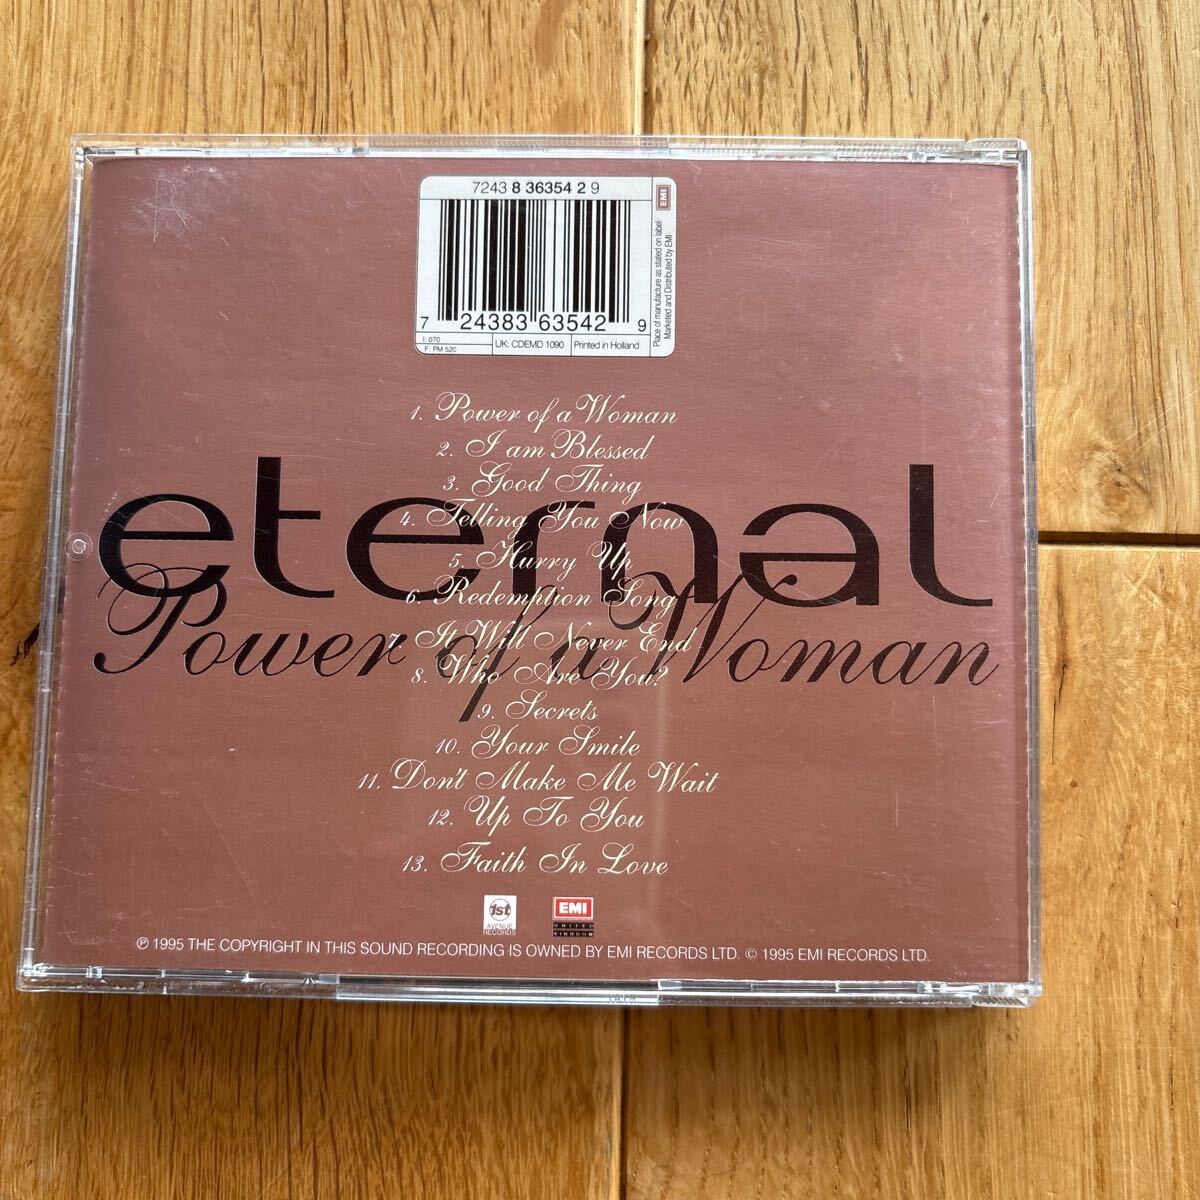 7243 8 36354 2 9
7 24383 63542 9
I: 070
F: PM 520
UK: CDEMD 1090
Printed in Holland
EMI
Place of manufacture as stated on label
Marketed and Distributed by EMI
eternal
Power of a Woman
1. Power of a Woman
2. I am Blessed
3. Good Thing
4. Telling You Now
5. Hurry Up
6. Redemption Song
7. It Will Never End
8. Who Are You?
9. Secrets
10. Your Smile
11. Don't Make Me Wait
12. Up To You
13. Faith In Love
1st
AVENUE
RECORDS
EMI
UNITED
KINGDOM
℗ 1995 THE COPYRIGHT IN THIS SOUND RECORDING IS OWNED BY EMI RECORDS LTD. © 1995 EMI RECORDS LTD.